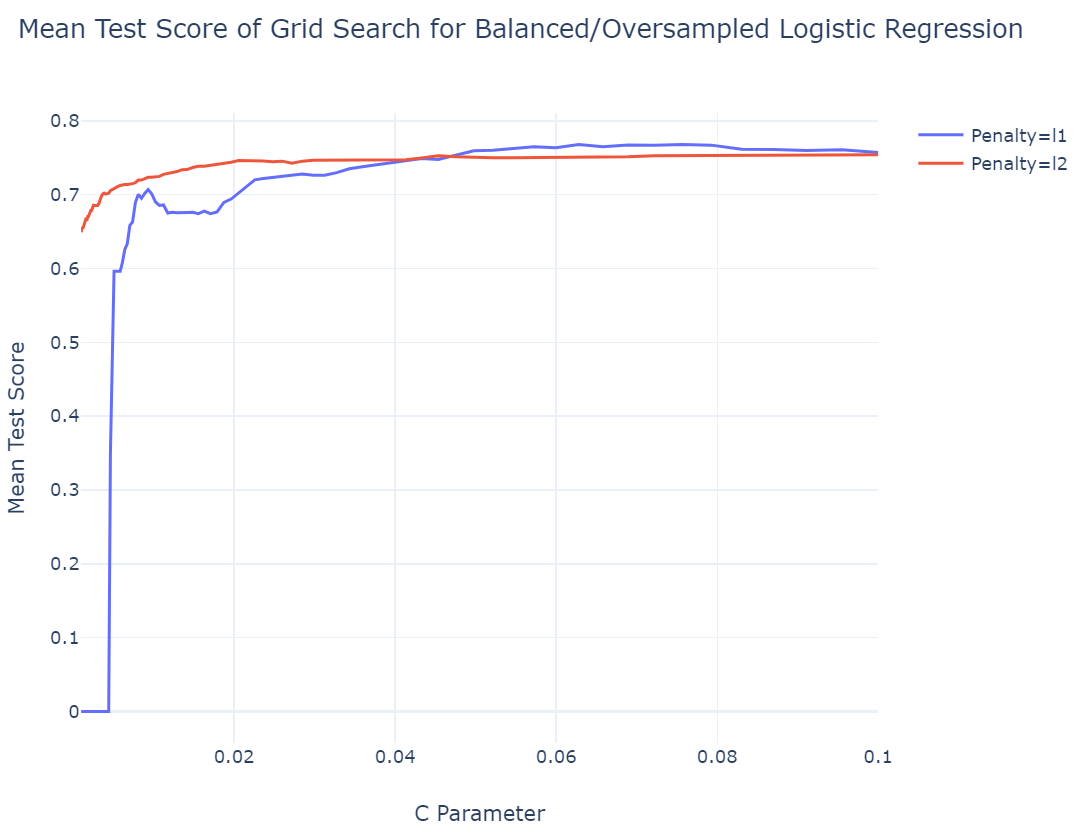 Mean Test Score of Grid Search for Balanced/Oversampled Logistic Regression
Penalty=l1
Penalty=l2
Mean Test Score
0.8
0.7
0.6
0.5
0.4
0.3
0.2
0.1
0
0.02
0.04
0.06
0.08
0.1
C Parameter